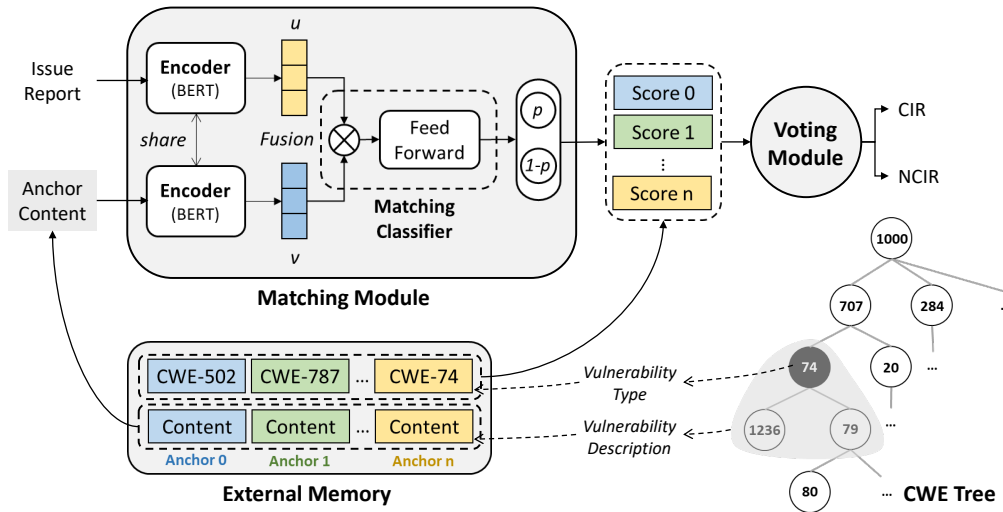 Issue
Report
Encoder
(BERT)
share
Encoder
(BERT)
Anchor
Content
u
Fusion
v
Feed
Forward
Matching
Classifier
p
1-p
Matching Module
Score 0
Score 1
...
Score n
Voting
Module
CIR
NCIR
CWE-502 CWE-787 ... CWE-74
Content Content ... Content
Anchor 0 Anchor 1 Anchor n
External Memory
Vulnerability
Type
Vulnerability
Description
1000
707 284
74 20 ...
1236 79 ...
80 ... CWE Tree